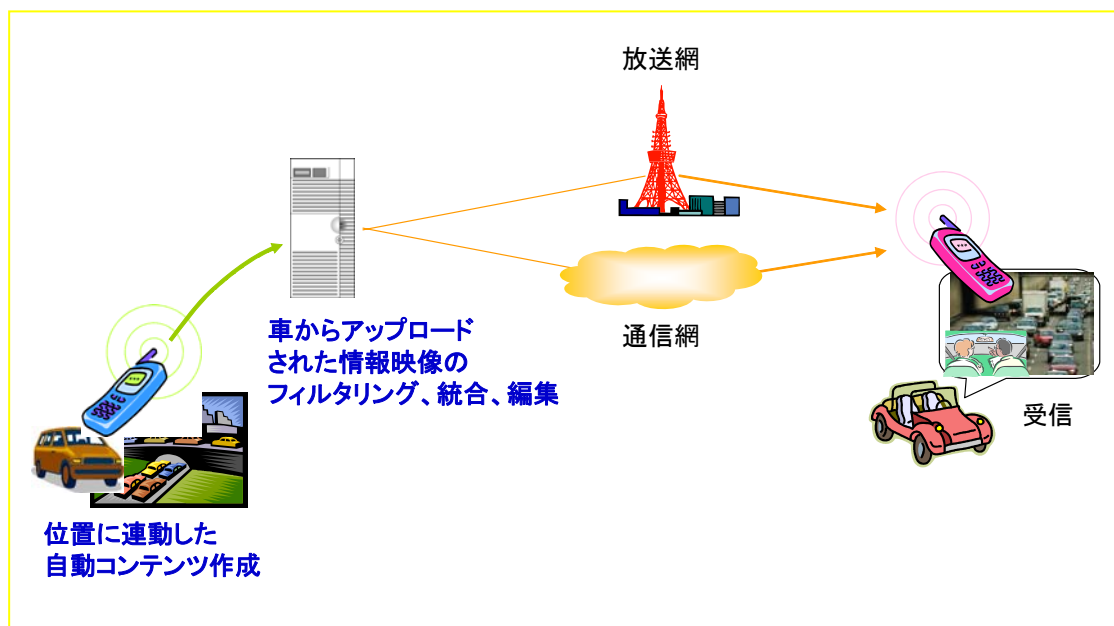 放送網
通信網
車からアップロード
された情報映像の
フィルタリング、統合、編集
受信
位置に連動した
自動コンテンツ作成